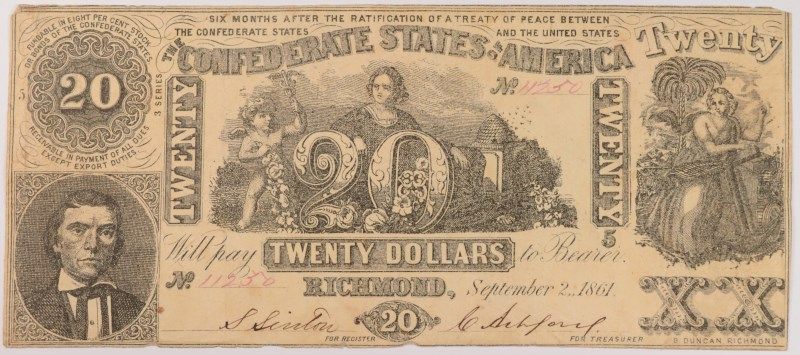 SIX MONTHS AFTER THE RATIFICATION OF A TREATY OF PEACE BETWEEN
THE CONFEDERATE STATES AND THE UNITED STATES
THE CONFEDERATE STATES OF AMERICA
Twenty
FUNDABLE IN EIGHT PER CENT STOCK
OR BONDS OF THE CONFEDERATE STATES
20
RECEIVABLE IN PAYMENT OF ALL DUES
EXCEPT EXPORT DUTIES
5
3 SERIES
TWENTY
No. 11250
20
TWENTY
5
Will pay TWENTY DOLLARS to Bearer.
No. 11250
RICHMOND, September 2, 1861.
XX
S Sinton 20
FOR REGISTER FOR TREASURER B DUNCAN RICHMOND